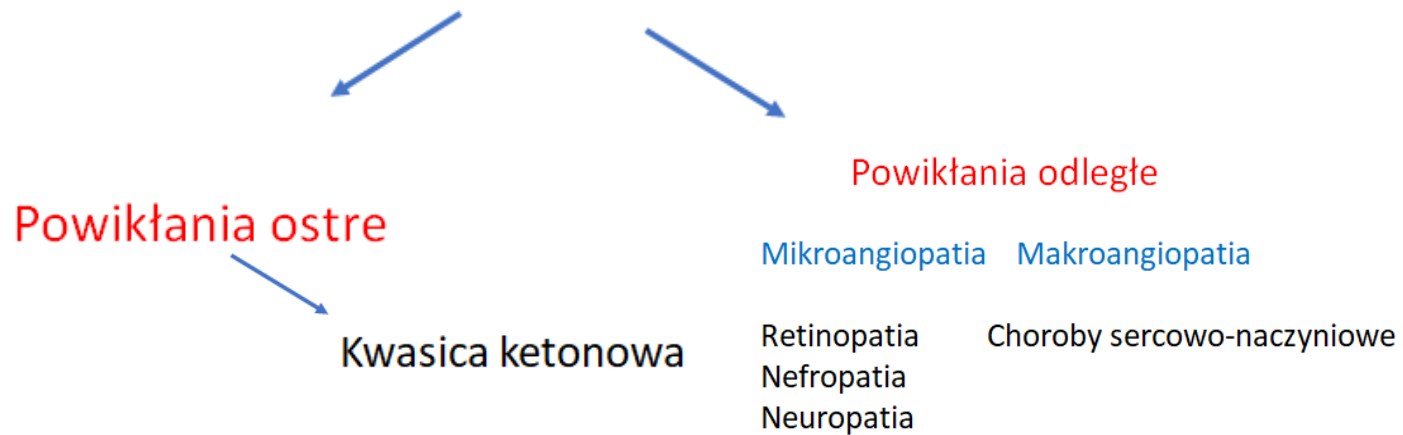 Powikłania odległe
Powikłania ostre
Mikroangiopatia Makroangiopatia
Kwasica ketonowa
Retinopatia Choroby sercowo-naczyniowe
Nefropatia
Neuropatia